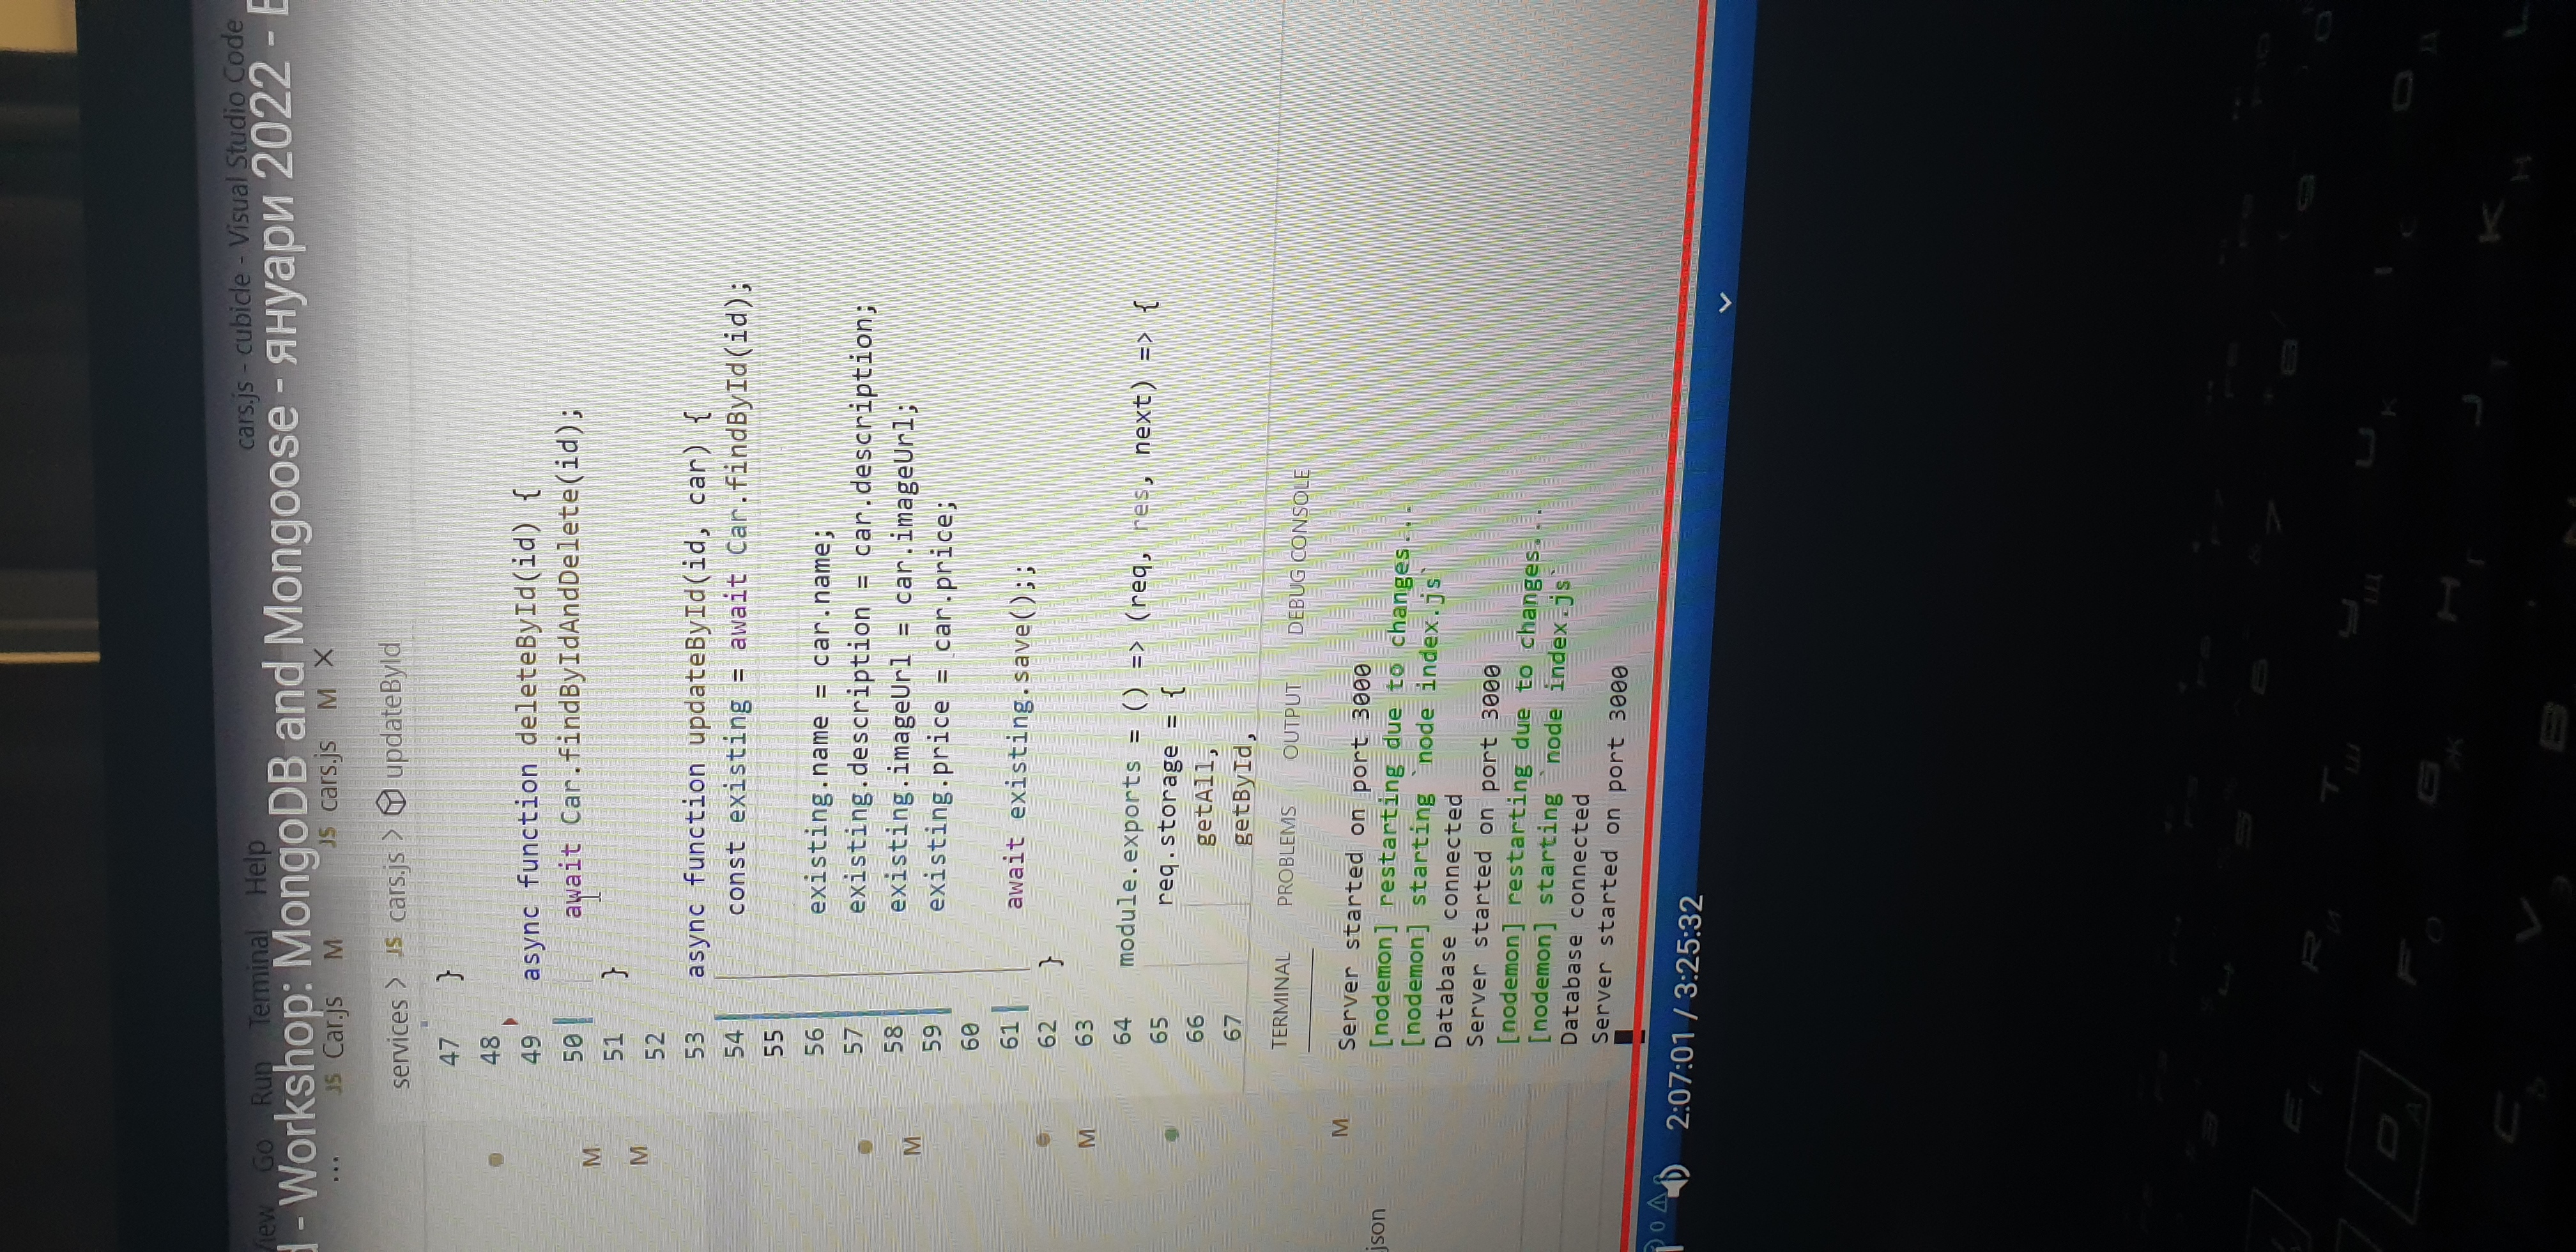 View Go Run Terminal Help cars.js - cubicle - Visual Studio Code
- Workshop: MongoDB and Mongoose - януари 2022 -
... JS Car.js M JS cars.js M X
services > JS cars.js > updateById
47 }
48
49 async function deleteById(id) {
50 await Car.findByIdAndDelete(id);
M
51 }
M
52
53 async function updateById(id, car) {
54 const existing = await Car.findById(id);
55
56 existing.name = car.name;
57 existing.description = car.description;
58 existing.imageUrl = car.imageUrl;
M
59 existing.price = car.price;
60
61 await existing.save();;
62 }
M
63
64 module.exports = () => (req, res, next) => {
65 req.storage = {
66 getAll,
67 getById,
TERMINAL PROBLEMS OUTPUT DEBUG CONSOLE
M
Server started on port 3000
json
[nodemon] restarting due to changes...
[nodemon] starting `node index.js`
Database connected
Server started on port 3000
[nodemon] restarting due to changes...
[nodemon] starting `node index.js`
Database connected
Server started on port 3000
0
2:07:01 / 3:25:32
E R И T Ш У Щ U К I С O Д
D А F О G Ж H Г J Т K Н L
C V B